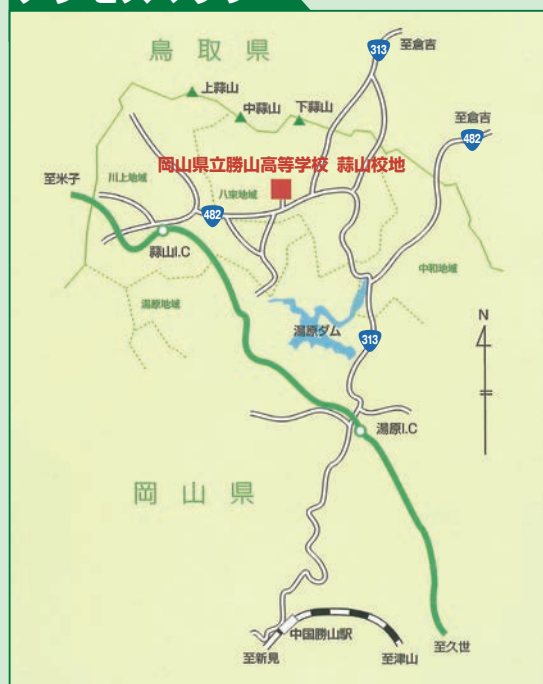 鳥取県
313
至倉吉
上蒜山
中蒜山
下蒜山
至倉吉
482
岡山県立勝山高等学校 蒜山校地
至米子
川上地域
八束地域
482
蒜山I.C
中和地域
湯原地域
湯原ダム
313
N
湯原I.C
岡山県
中国勝山駅
至新見
至津山
至久世